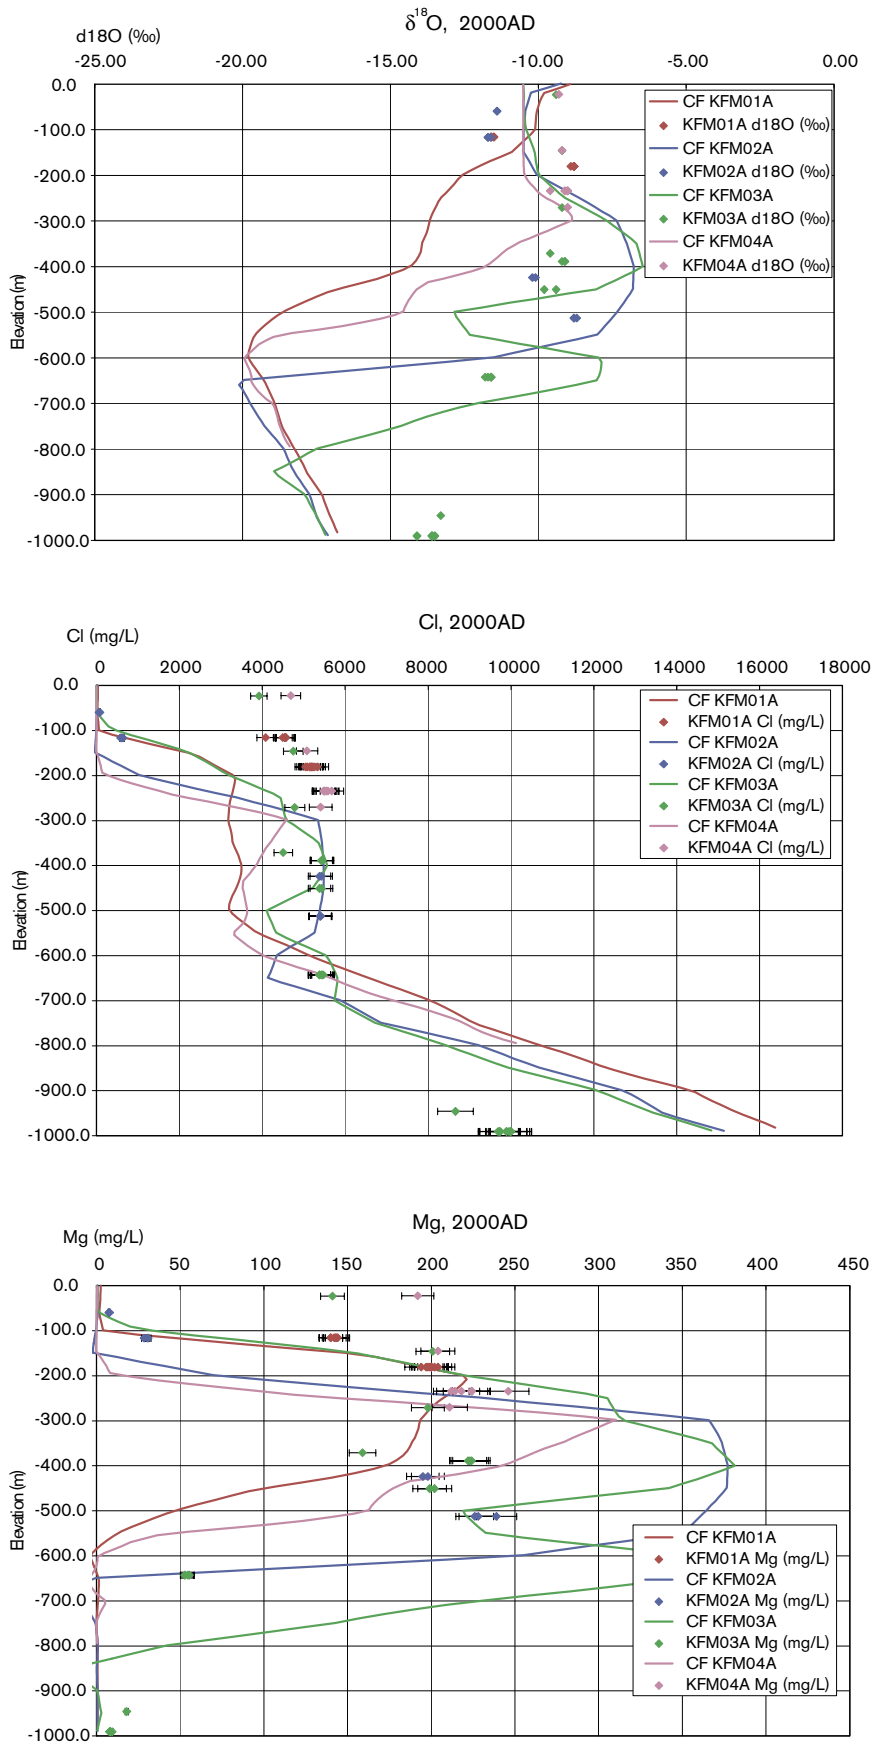 δ18O, 2000AD
d18O (‰)
-25.00 -20.00 -15.00 -10.00 -5.00 0.00
0.0
-100.0
-200.0
-300.0
-400.0
-500.0
-600.0
-700.0
-800.0
-900.0
-1000.0
Elevation (m)
CF KFM01A
KFM01A d18O (‰)
CF KFM02A
KFM02A d18O (‰)
CF KFM03A
KFM03A d18O (‰)
CF KFM04A
KFM04A d18O (‰)
Cl, 2000AD
Cl (mg/L)
0 2000 4000 6000 8000 10000 12000 14000 16000 18000
0.0
-100.0
-200.0
-300.0
-400.0
-500.0
-600.0
-700.0
-800.0
-900.0
-1000.0
Elevation (m)
CF KFM01A
KFM01A Cl (mg/L)
CF KFM02A
KFM02A Cl (mg/L)
CF KFM03A
KFM03A Cl (mg/L)
CF KFM04A
KFM04A Cl (mg/L)
Mg, 2000AD
Mg (mg/L)
0 50 100 150 200 250 300 350 400 450
0.0
-100.0
-200.0
-300.0
-400.0
-500.0
-600.0
-700.0
-800.0
-900.0
-1000.0
Elevation (m)
CF KFM01A
KFM01A Mg (mg/L)
CF KFM02A
KFM02A Mg (mg/L)
CF KFM03A
KFM03A Mg (mg/L)
CF KFM04A
KFM04A Mg (mg/L)